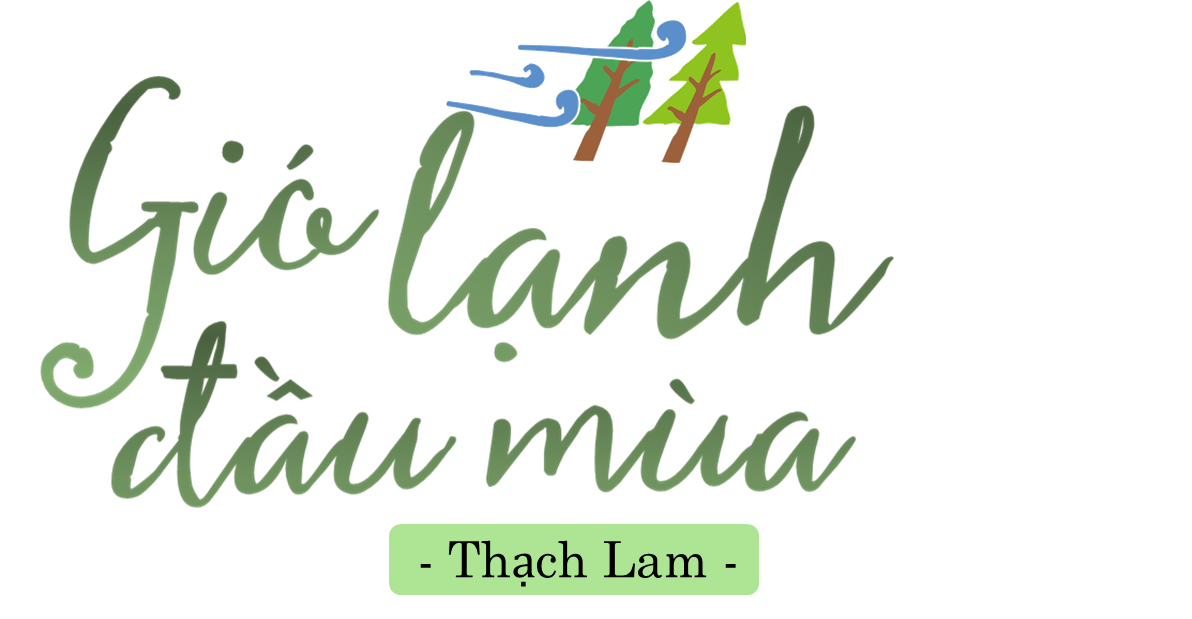 Gió lạnh
đầu mùa
- Thạch Lam -